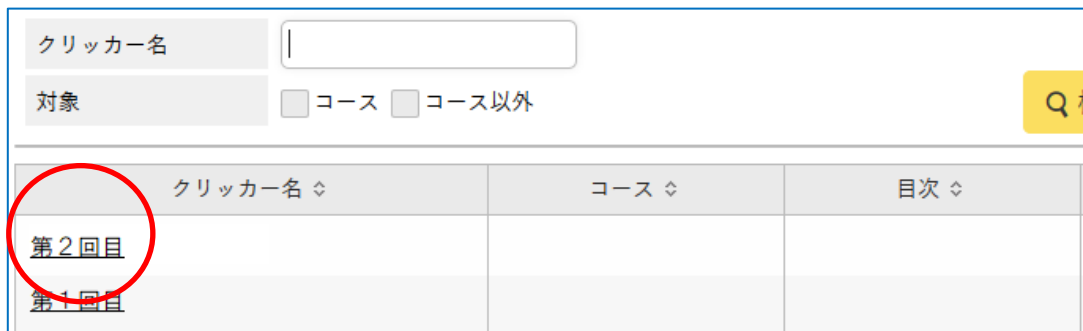 クリッカー名
対象 コース コース以外
クリッカー名 コース 目次
第２回目
第１回目